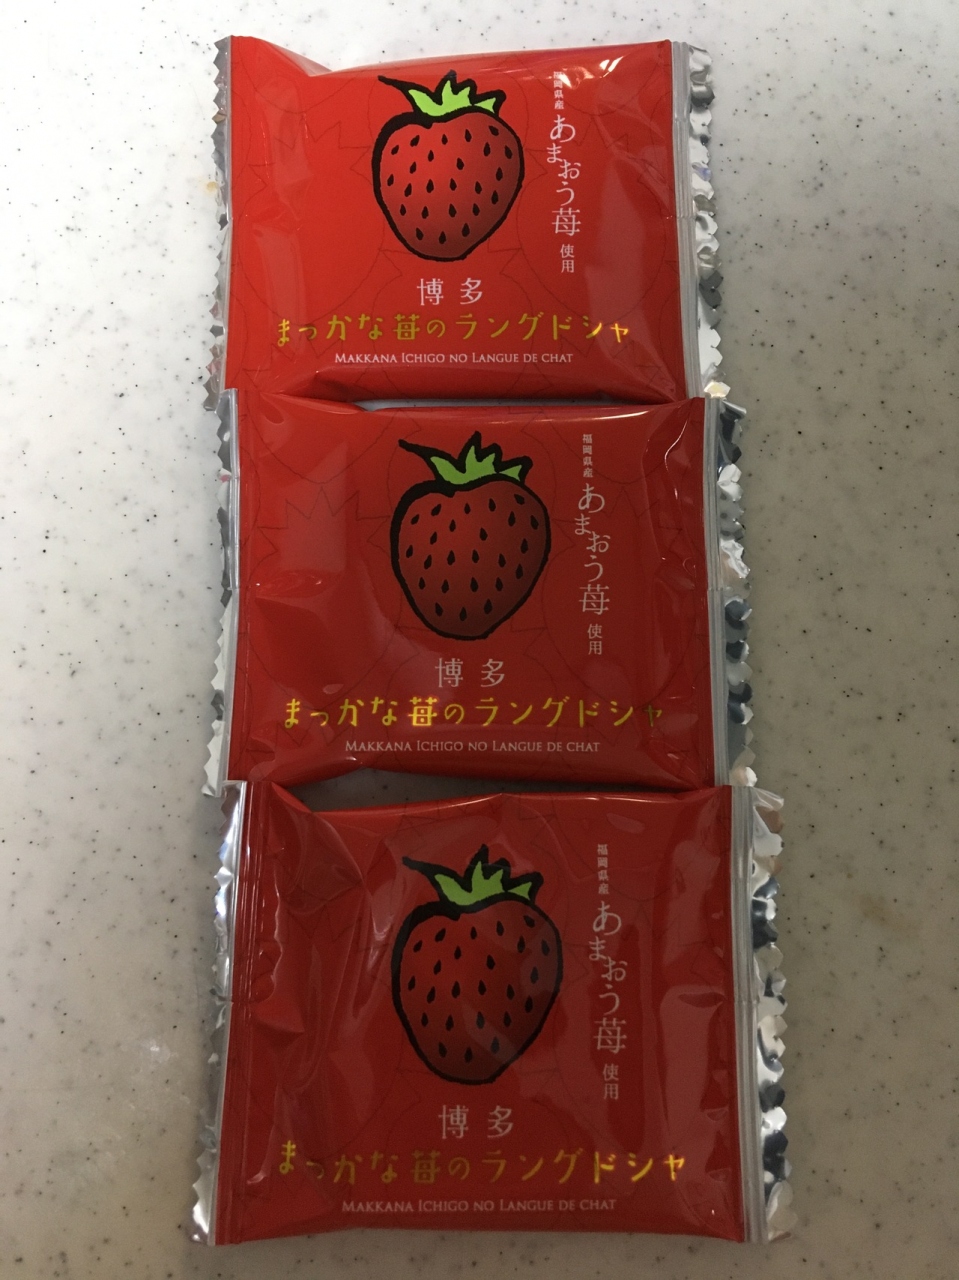 福岡県産
あまおう苺
使用
博多
まっかな苺のラングドシャ
MAKKANA ICHIGO NO LANGUE DE CHAT
福岡県産
あまおう苺
使用
博多
まっかな苺のラングドシャ
MAKKANA ICHIGO NO LANGUE DE CHAT
福岡県産
あまおう苺
使用
博多
まっかな苺のラングドシャ
MAKKANA ICHIGO NO LANGUE DE CHAT